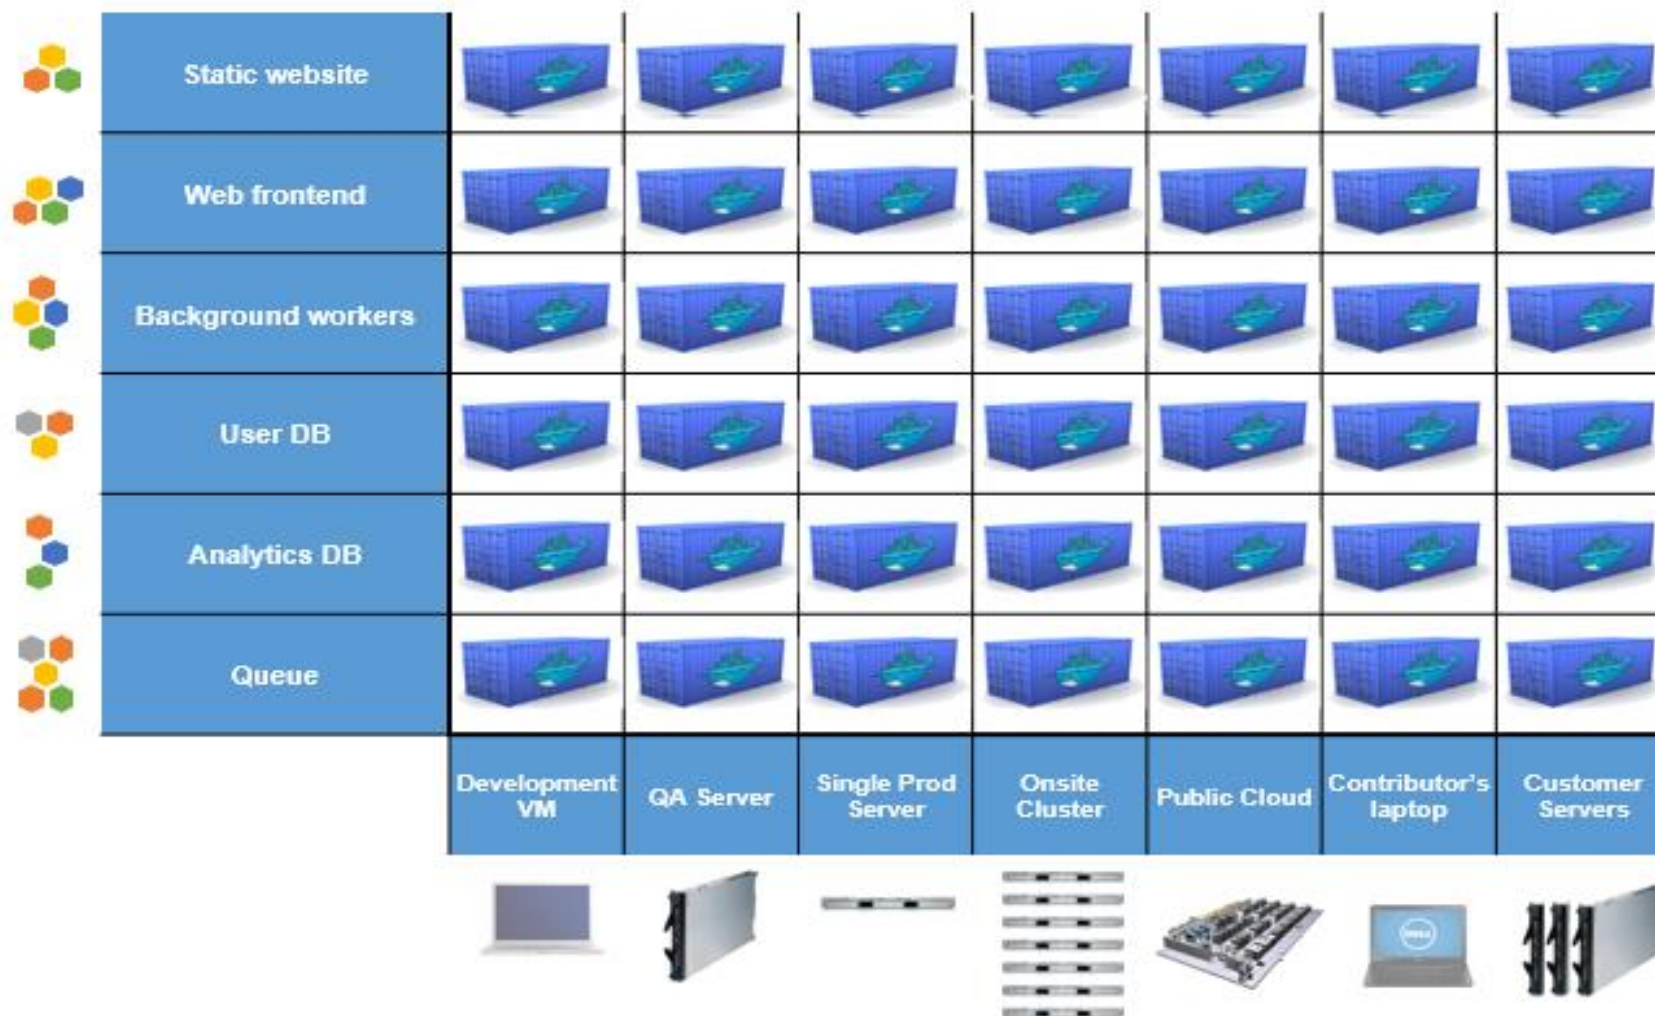 Static website
Web frontend
Background workers
User DB
Analytics DB
Queue
Development
VM
QA Server
Single Prod
Server
Onsite
Cluster
Public Cloud
Contributor's
laptop
Customer
Servers
DELL